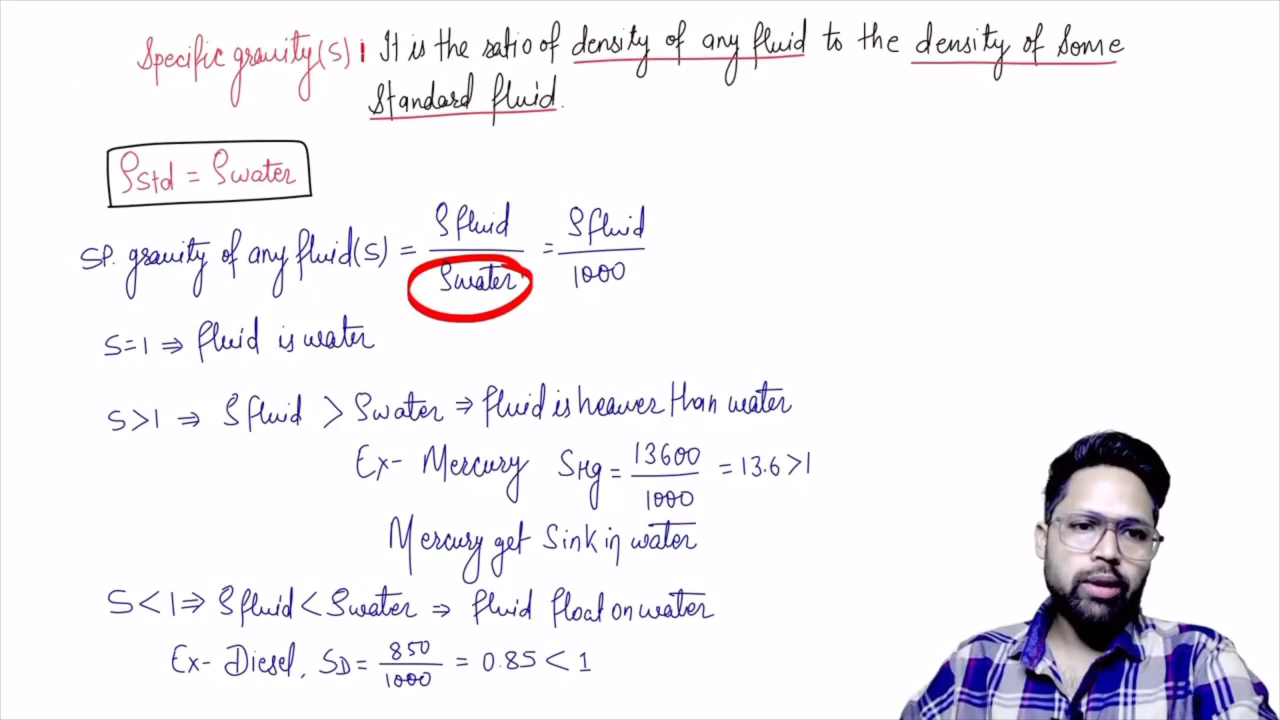 Specific gravity(S): It is the ratio of density of any fluid to the density of Some
Standard fluid.
ρStd = ρwater
SP. gravity of any fluid(S) = ρfluid / ρwater = ρfluid / 1000
S=1 ⇒ fluid is water
S>1 ⇒ ρfluid > ρwater ⇒ fluid is heaver than water
Ex- Mercury SHg = 13600 / 1000 = 13.6 >1
Mercury get Sink in water
S<1 ⇒ ρfluid < ρwater ⇒ fluid float on water
Ex- Diesel, SD = 850 / 1000 = 0.85 < 1